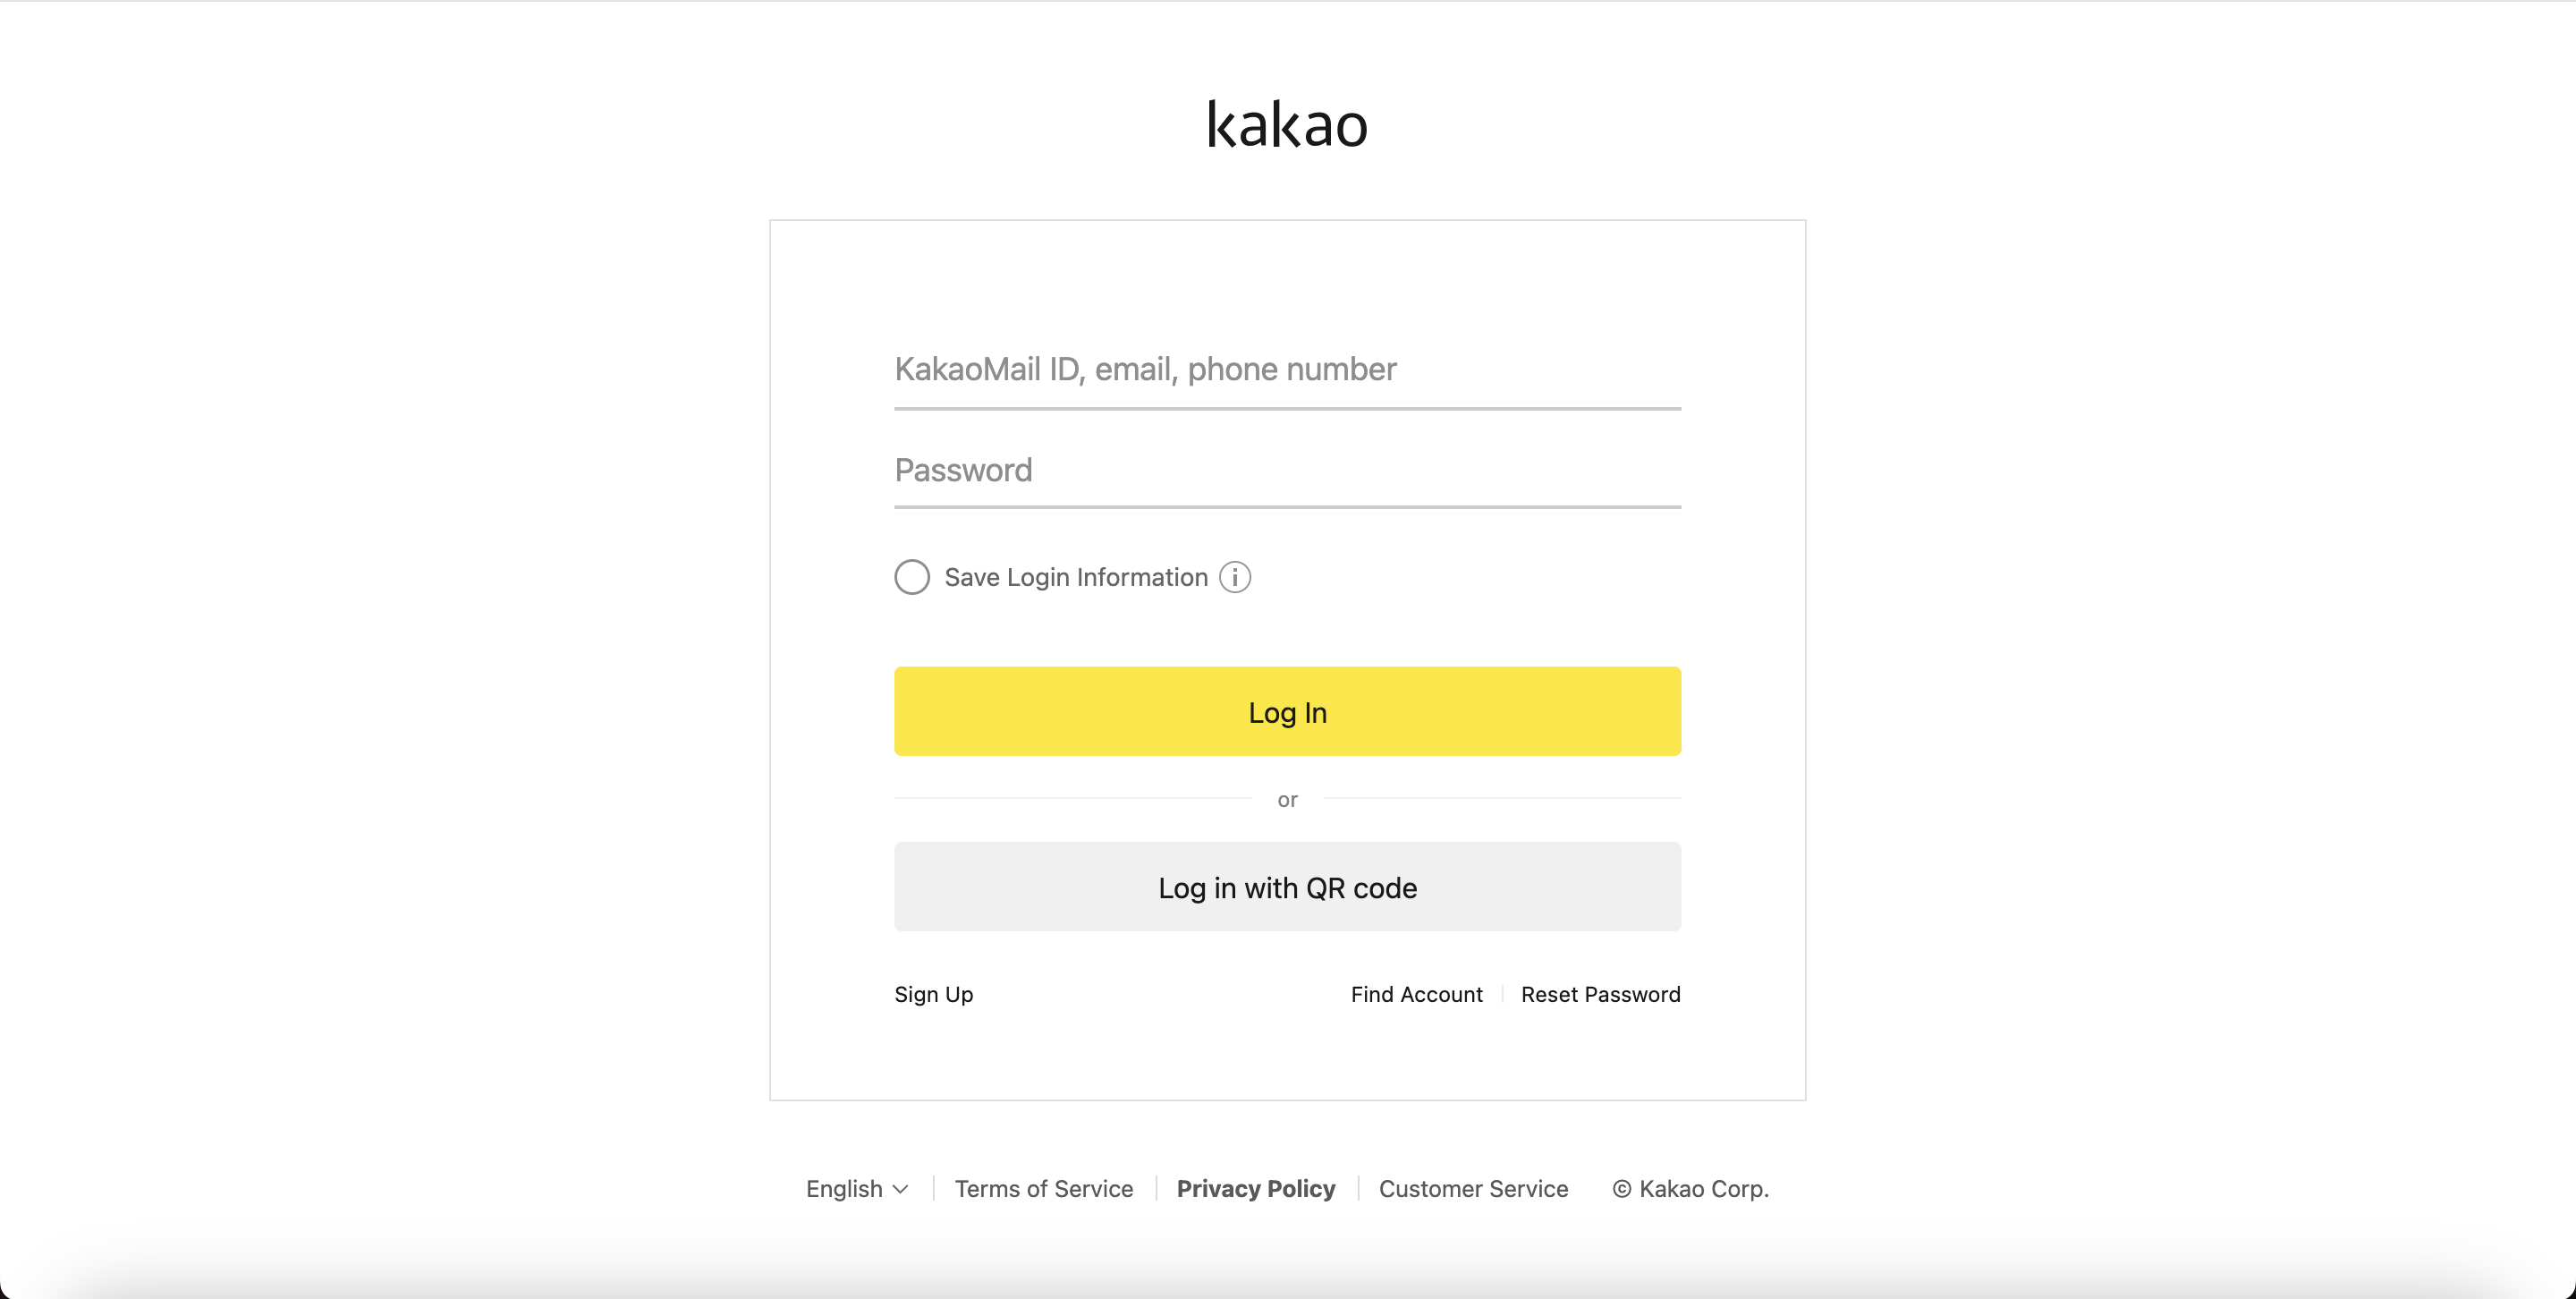 kakao
KakaoMail ID, email, phone number
Password
Save Login Information
Log In
or
Log in with QR code
Sign Up Find Account Reset Password
English Terms of Service Privacy Policy Customer Service © Kakao Corp.